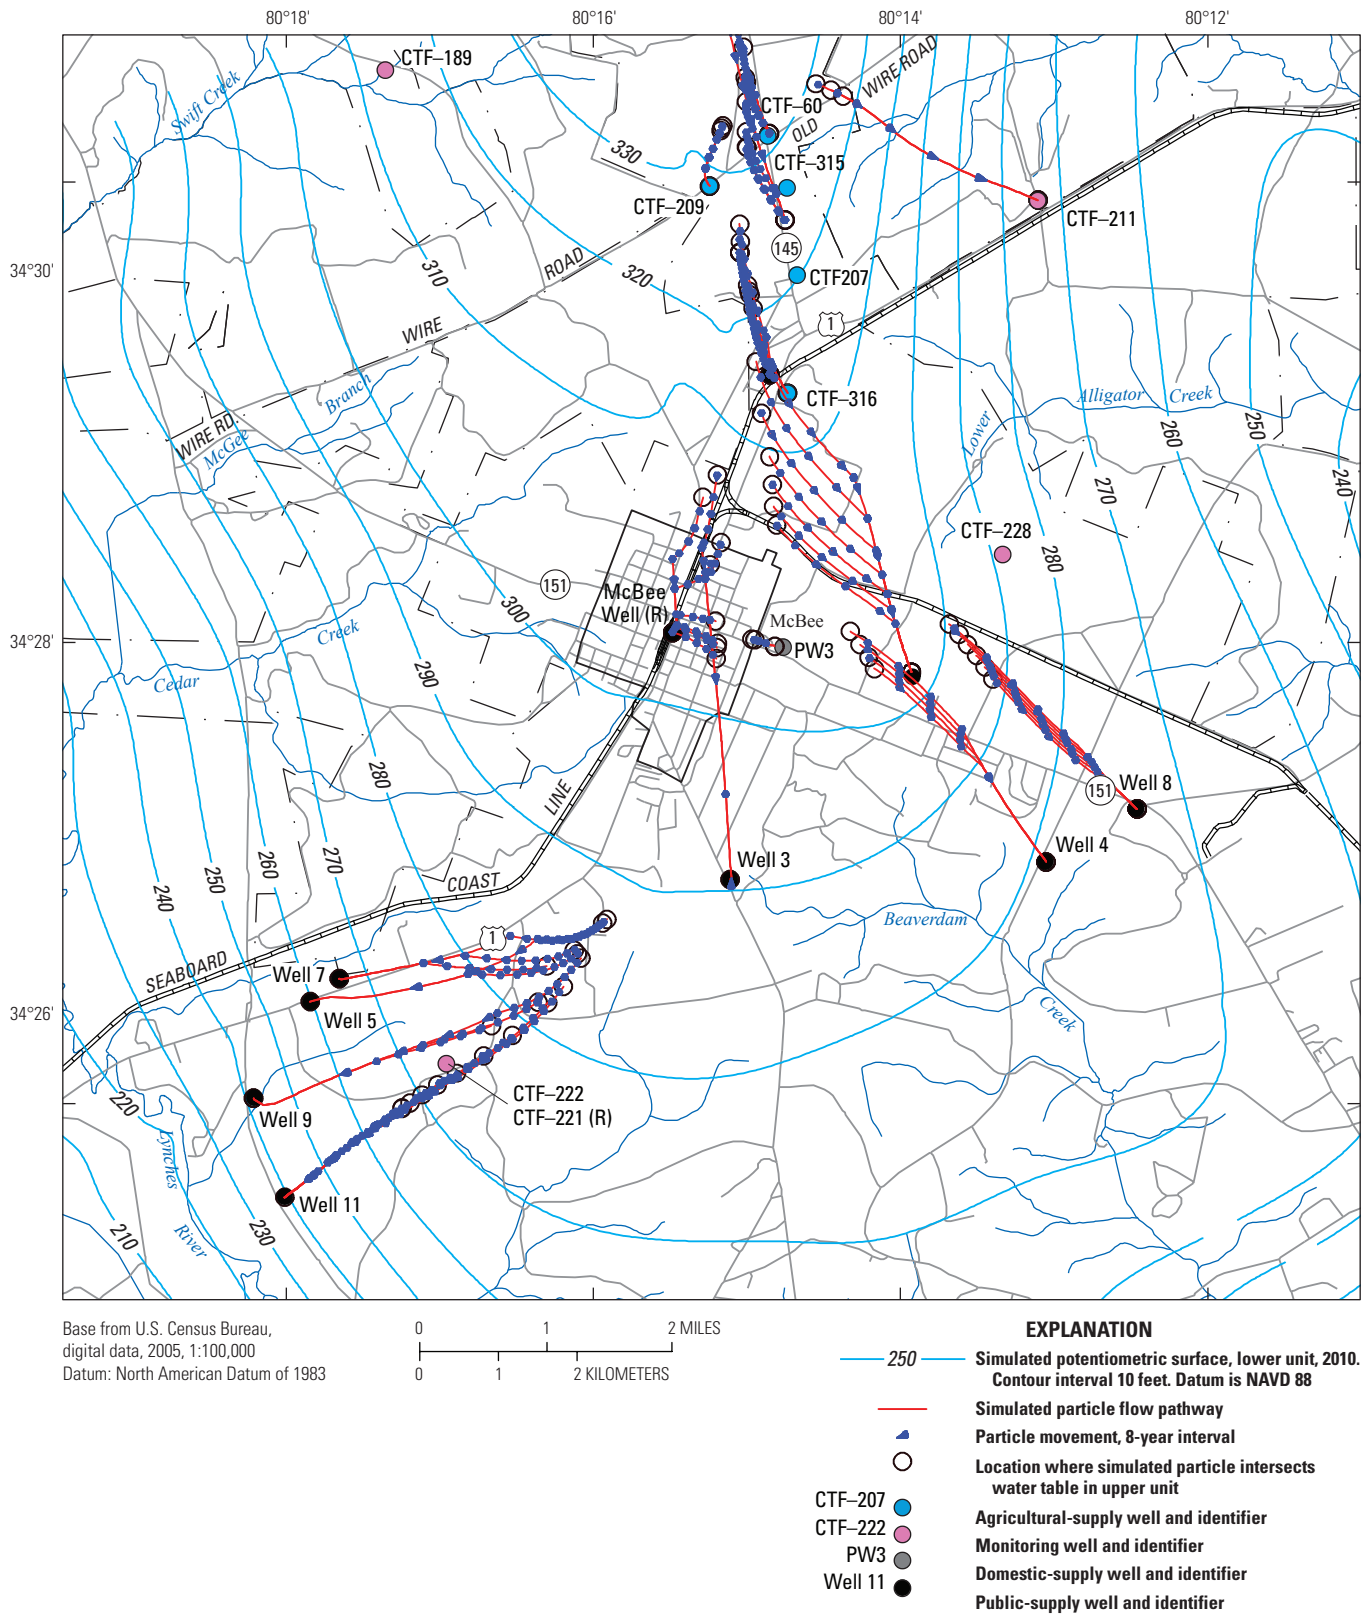 80°18'
80°16'
80°14'
80°12'
CTF–189
Swift Creek
WIRE ROAD
OLD
CTF–60
330
CTF–315
CTF–209
CTF–211
145
34°30'
310
320
ROAD
CTF207
WIRE
1
Branch
CTF–316
Alligator Creek
Lower
WIRE RD.
McGee
260
250
240
270
CTF–228
280
151
McBee
Well (R)
300
McBee
34°28'
Creek
PW3
Cedar
290
280
Well 8
151
LINE
Well 4
Well 3
COAST
270
260
250
240
Beaverdam
1
SEABOARD
Well 7
Well 5
34°26'
Creek
CTF–222
CTF–221 (R)
220
Well 9
Lynches
Well 11
River
230
210
Base from U.S. Census Bureau,
digital data, 2005, 1:100,000
Datum: North American Datum of 1983
0 1 2 MILES
0 1 2 KILOMETERS
EXPLANATION
250 Simulated potentiometric surface, lower unit, 2010.
Contour interval 10 feet. Datum is NAVD 88
Simulated particle flow pathway
Particle movement, 8-year interval
Location where simulated particle intersects
water table in upper unit
CTF–207 Agricultural-supply well and identifier
CTF–222 Monitoring well and identifier
PW3 Domestic-supply well and identifier
Well 11 Public-supply well and identifier